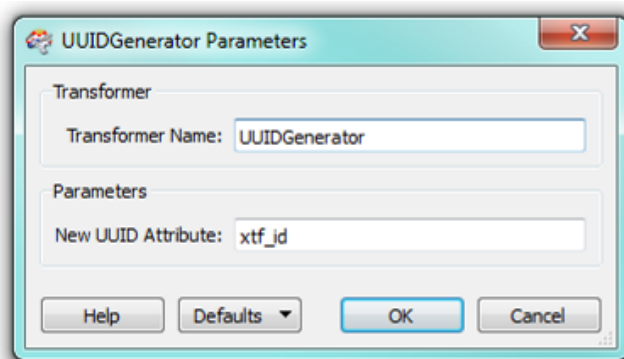 UUIDGenerator Parameters
Transformer
Transformer Name: UUIDGenerator
Parameters
New UUID Attribute: xtf_id
Help Defaults OK Cancel